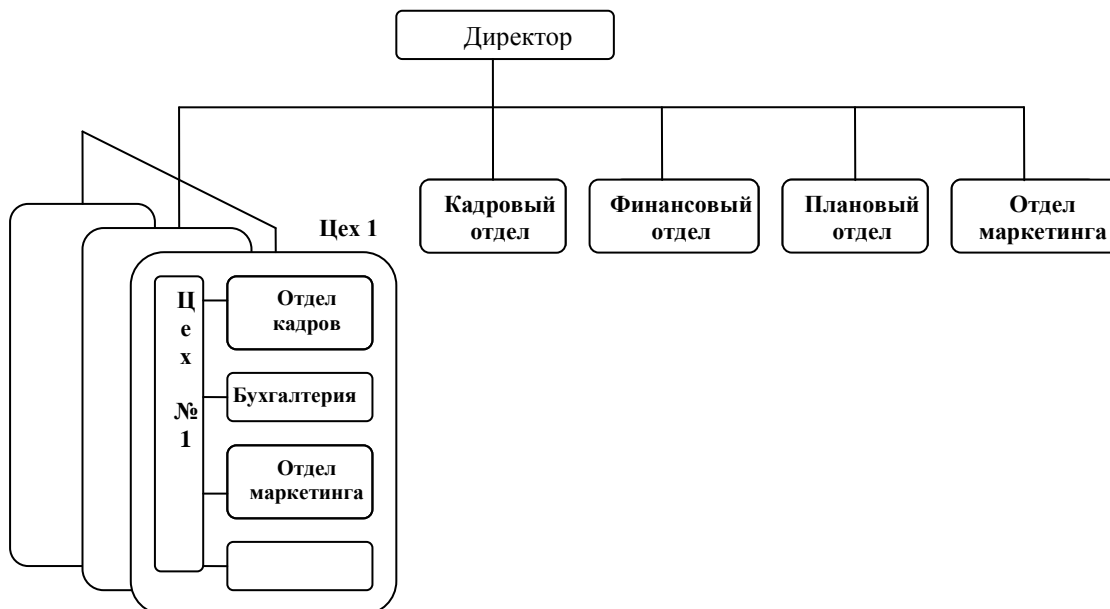 Директор
Кадровый
отдел
Финансовый
отдел
Плановый
отдел
Отдел
маркетинга
Цех 1
Ц
е
х
№
1
Отдел
кадров
Бухгалтерия
Отдел
маркетинга